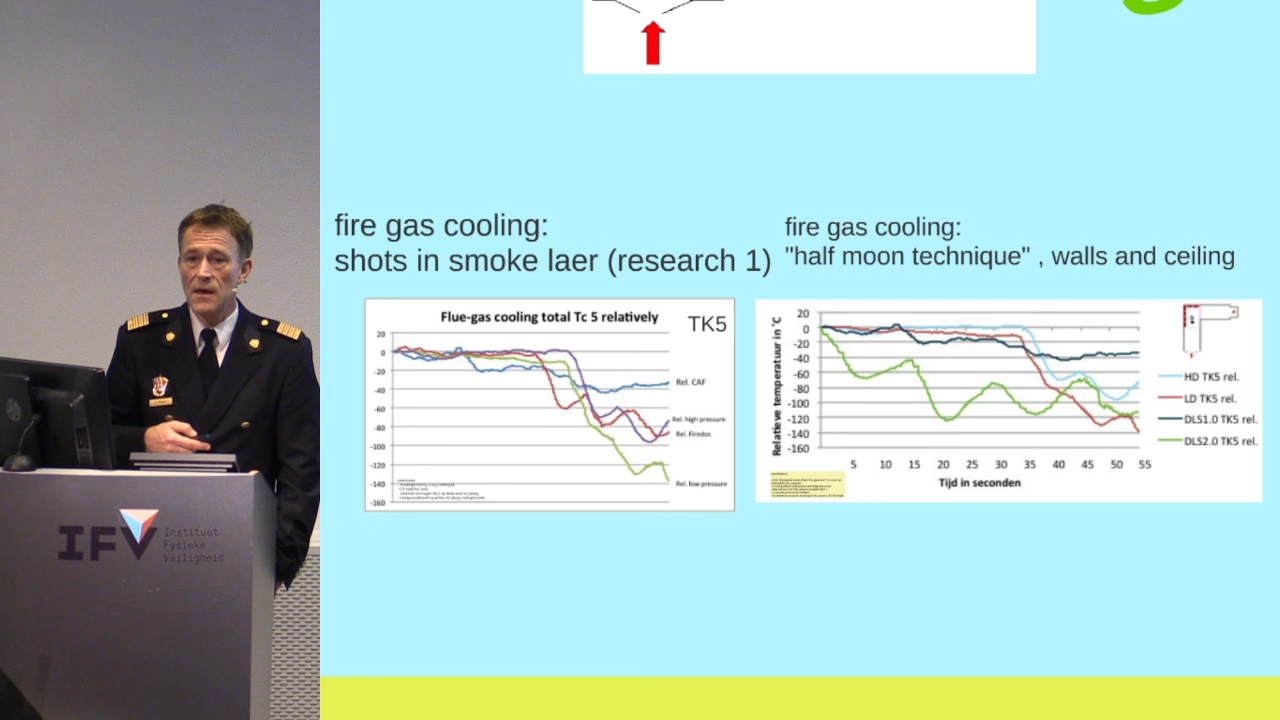 fire gas cooling:
shots in smoke laer (research 1)
fire gas cooling:
"half moon technique" , walls and ceiling
Flue-gas cooling total Tc 5 relatively
TK5
20
0
-20
-40
-60
-80
-100
-120
-140
-160
Rel. CAF
Rel. high pressure
Rel. Firedos
Rel. low pressure
Relatieve temperatuur in °C
20
0
-20
-40
-60
-80
-100
-120
-140
-160
5 10 15 20 25 30 35 40 45 50 55
Tijd in seconden
HD TK5 rel.
LD TK5 rel.
DLS1.0 TK5 rel.
DLS2.0 TK5 rel.
IFV
Instituut
Fysieke
Veiligheid